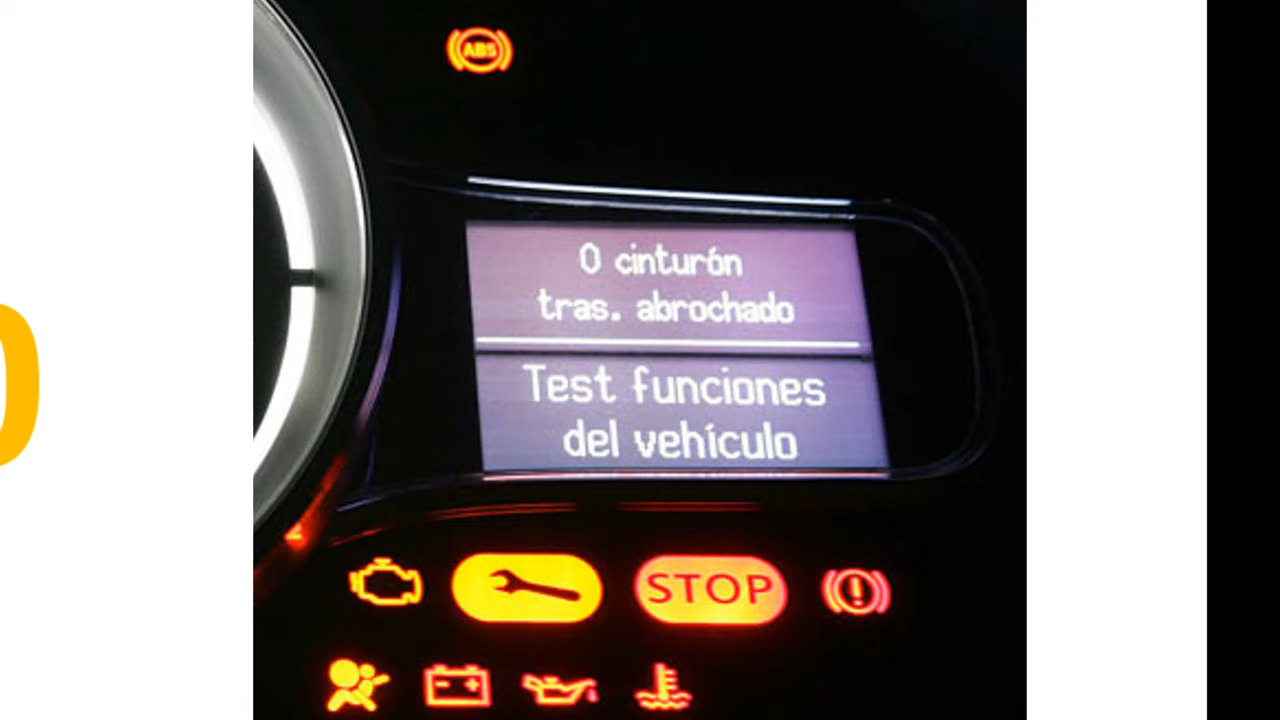 ABS
0 cinturón
tras. abrochado
Test funciones
del vehículo
STOP